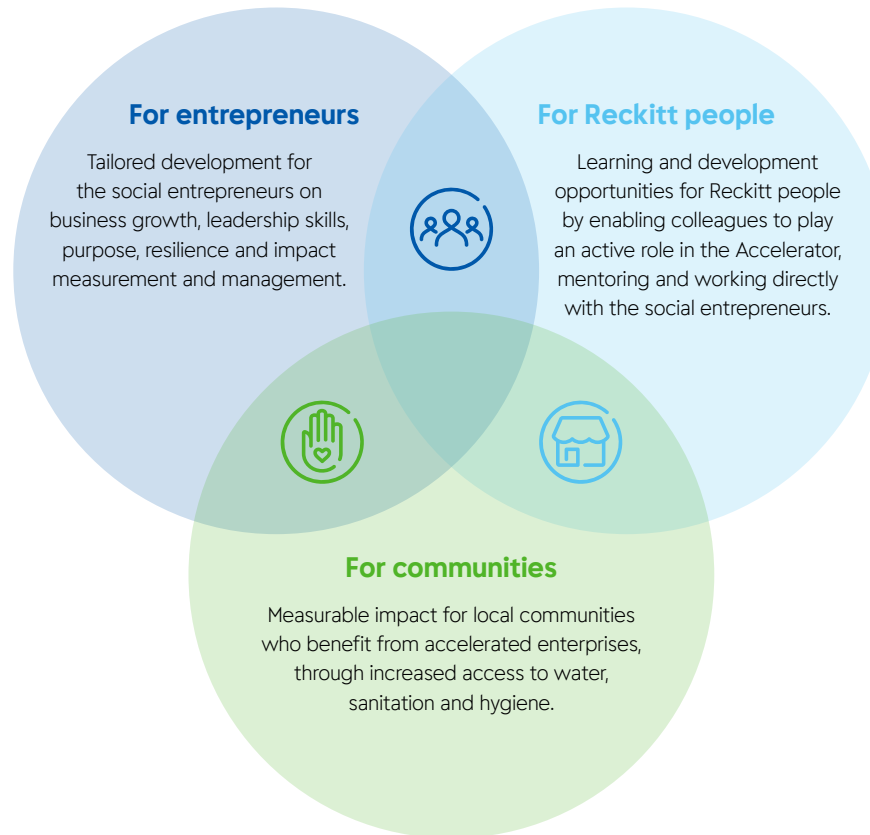 For entrepreneurs
Tailored development for
the social entrepreneurs on
business growth, leadership skills,
purpose, resilience and impact
measurement and management.
For Reckitt people
Learning and development
opportunities for Reckitt people
by enabling colleagues to play
an active role in the Accelerator,
mentoring and working directly
with the social entrepreneurs.
For communities
Measurable impact for local communities
who benefit from accelerated enterprises,
through increased access to water,
sanitation and hygiene.